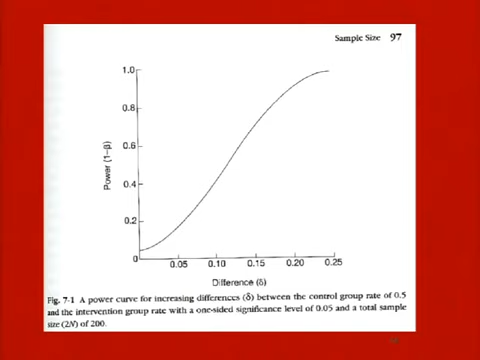 Sample Size 97
1.0
0.8
0.6
0.4
0.2
0
Power (1-β)
0.05 0.10 0.15 0.20 0.25
Difference (δ)
Fig. 7-1 A power curve for increasing differences (δ) between the control group rate of 0.5
and the intervention group rate with a one-sided significance level of 0.05 and a total sample
size (2N) of 200.